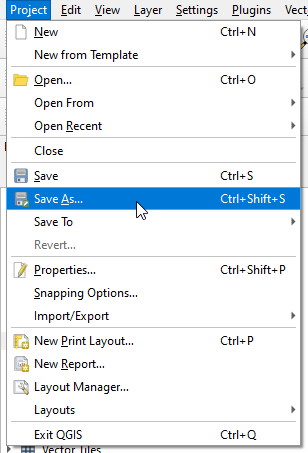 Project Edit View Layer Settings Plugins Vect
New Ctrl+N
New from Template
Open... Ctrl+O
Open From
Open Recent
Close
Save Ctrl+S
Save As... Ctrl+Shift+S
Save To
Revert...
Properties... Ctrl+Shift+P
Snapping Options...
Import/Export
New Print Layout... Ctrl+P
New Report...
Layout Manager...
Layouts
Exit QGIS Ctrl+Q
Vector Tiles